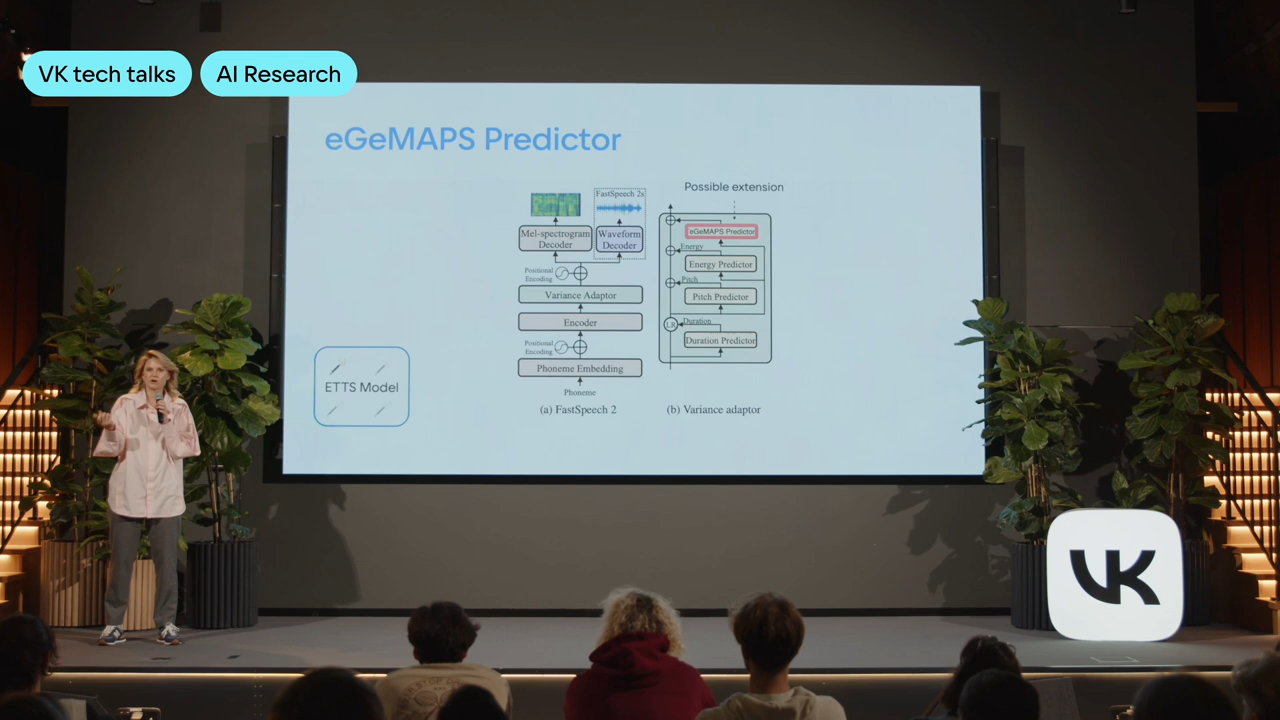 VK tech talks
AI Research
eGeMAPS Predictor
Possible extension
FastSpeech 2s
Mel-spectrogram
Decoder
Waveform
Decoder
Positional
Encoding
Variance Adaptor
Encoder
Positional
Encoding
Phoneme Embedding
Phoneme
(a) FastSpeech 2
eGeMAPS Predictor
Energy
Energy Predictor
Pitch
Pitch Predictor
LR
Duration
Duration Predictor
(b) Variance adaptor
ETTS Model
VK